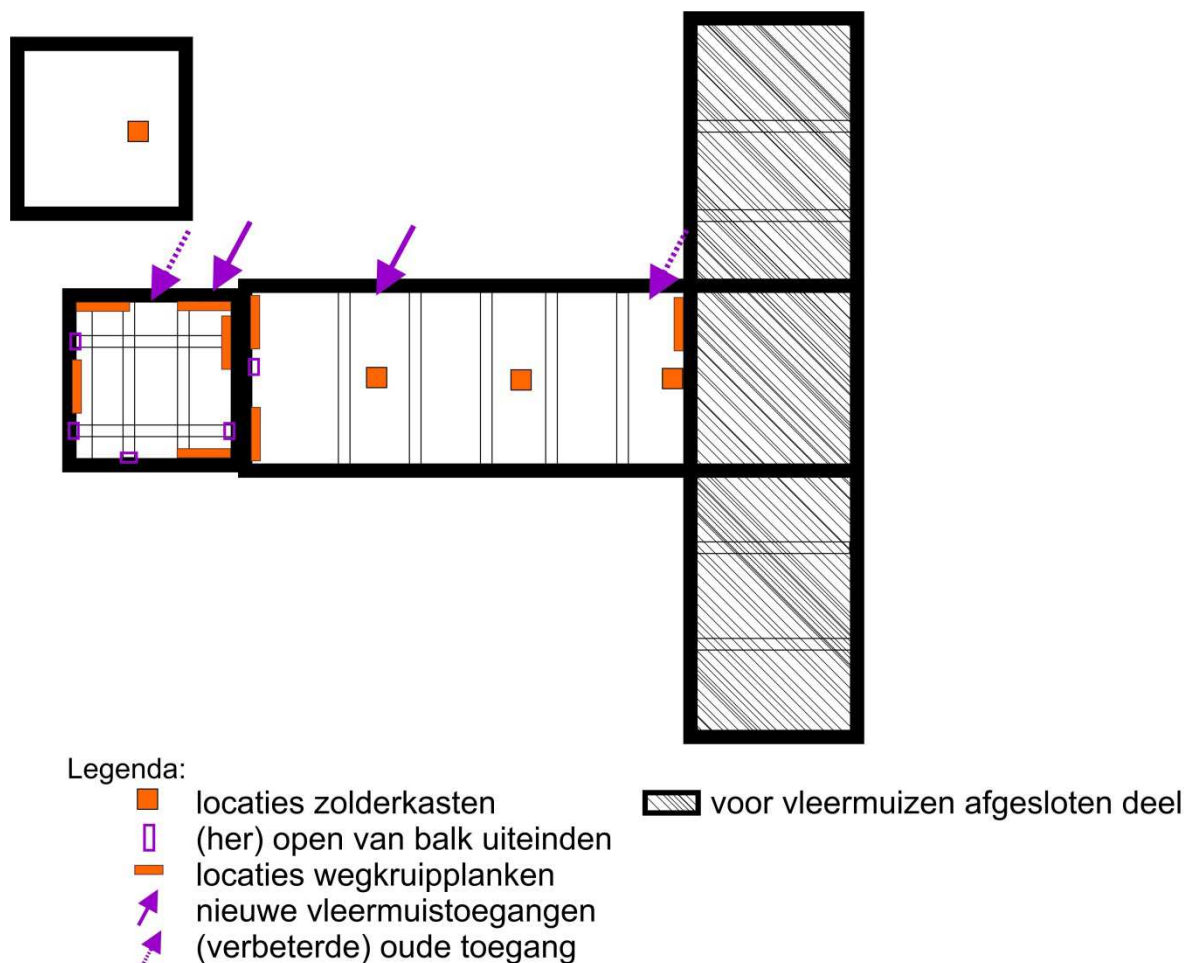 Legenda:
locaties zolderkasten
(her) open van balk uiteinden
locaties wegkruipplanken
nieuwe vleermuistoegangen
(verbeterde) oude toegang
voor vleermuizen afgesloten deel